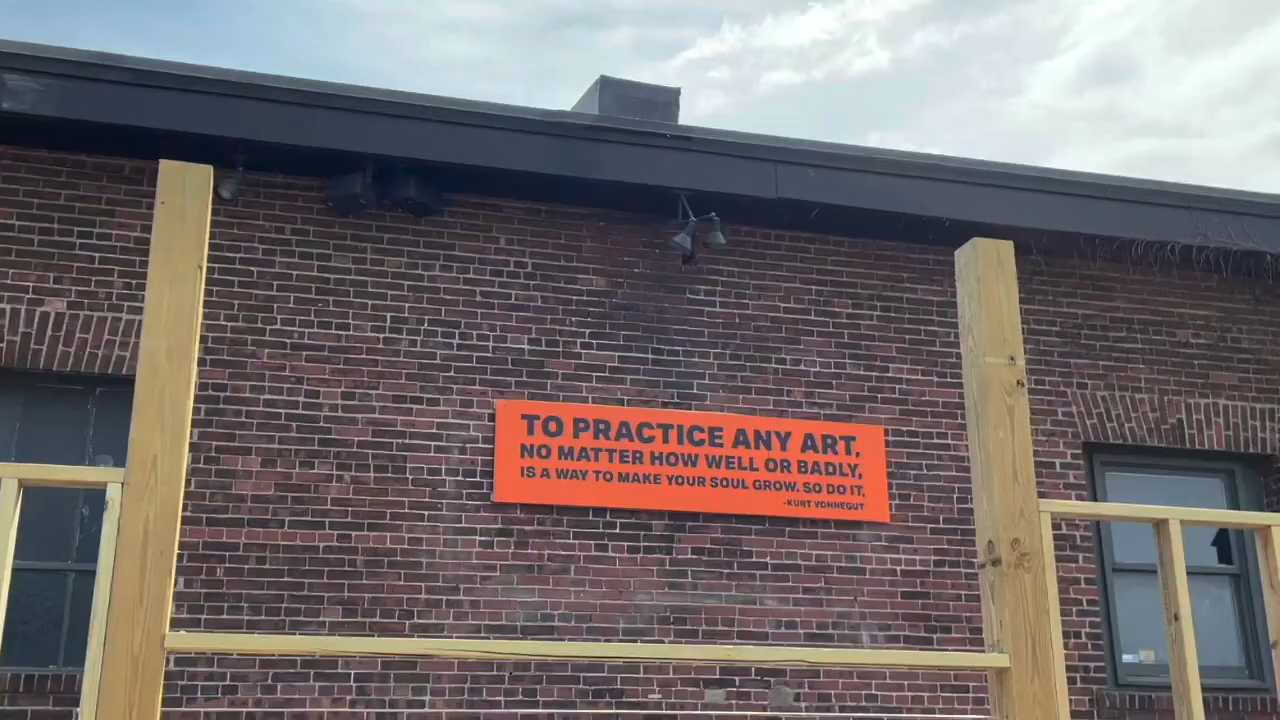 TO PRACTICE ANY ART,
NO MATTER HOW WELL OR BADLY,
IS A WAY TO MAKE YOUR SOUL GROW. SO DO IT.
-KURT VONNEGUT